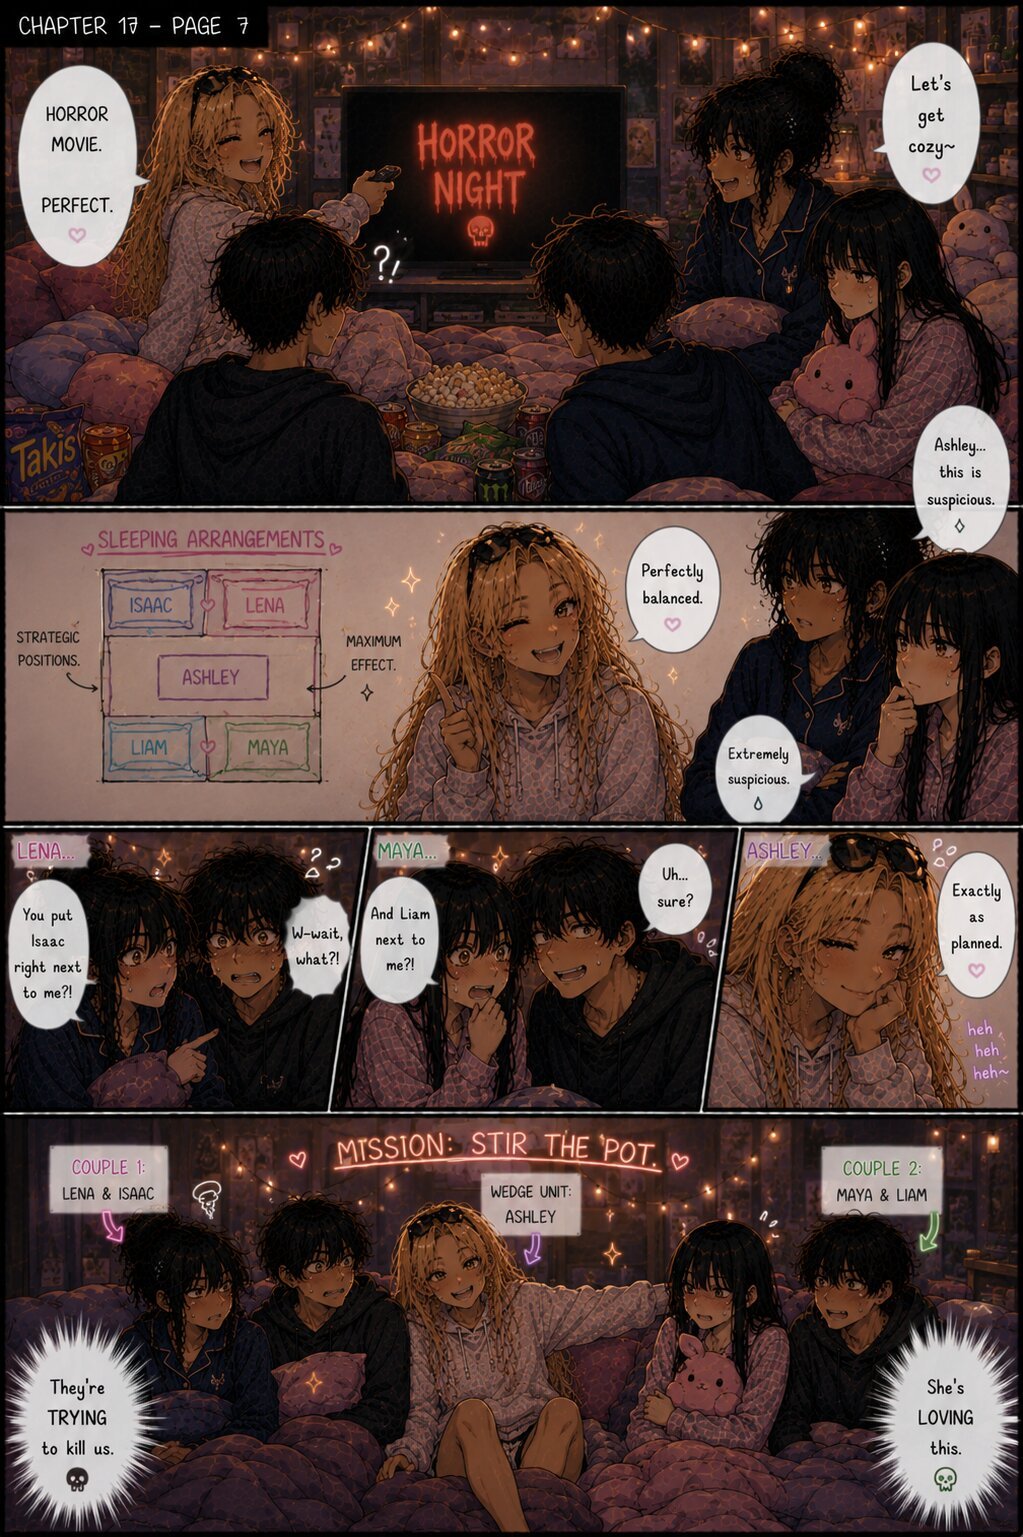 CHAPTER 17 – PAGE 7
HORROR
MOVIE.
PERFECT.
HORROR
NIGHT
Let's
get
cozy~
?!
Takis
Ashley...
this is
suspicious.
SLEEPING ARRANGEMENTS
ISAAC
LENA
STRATEGIC
POSITIONS.
ASHLEY
MAXIMUM
EFFECT.
LIAM
MAYA
Perfectly
balanced.
Extremely
suspicious.
LENA...
You put
Isaac
right next
to me?!
?
W-wait,
what?!
MAYA...
And Liam
next to
me?!
Uh...
sure?
ASHLEY...
Exactly
as
planned.
heh
heh
heh~
MISSION: STIR THE POT.
COUPLE 1:
LENA & ISAAC
WEDGE UNIT:
ASHLEY
COUPLE 2:
MAYA & LIAM
They're
TRYING
to kill us.
She's
LOVING
this.